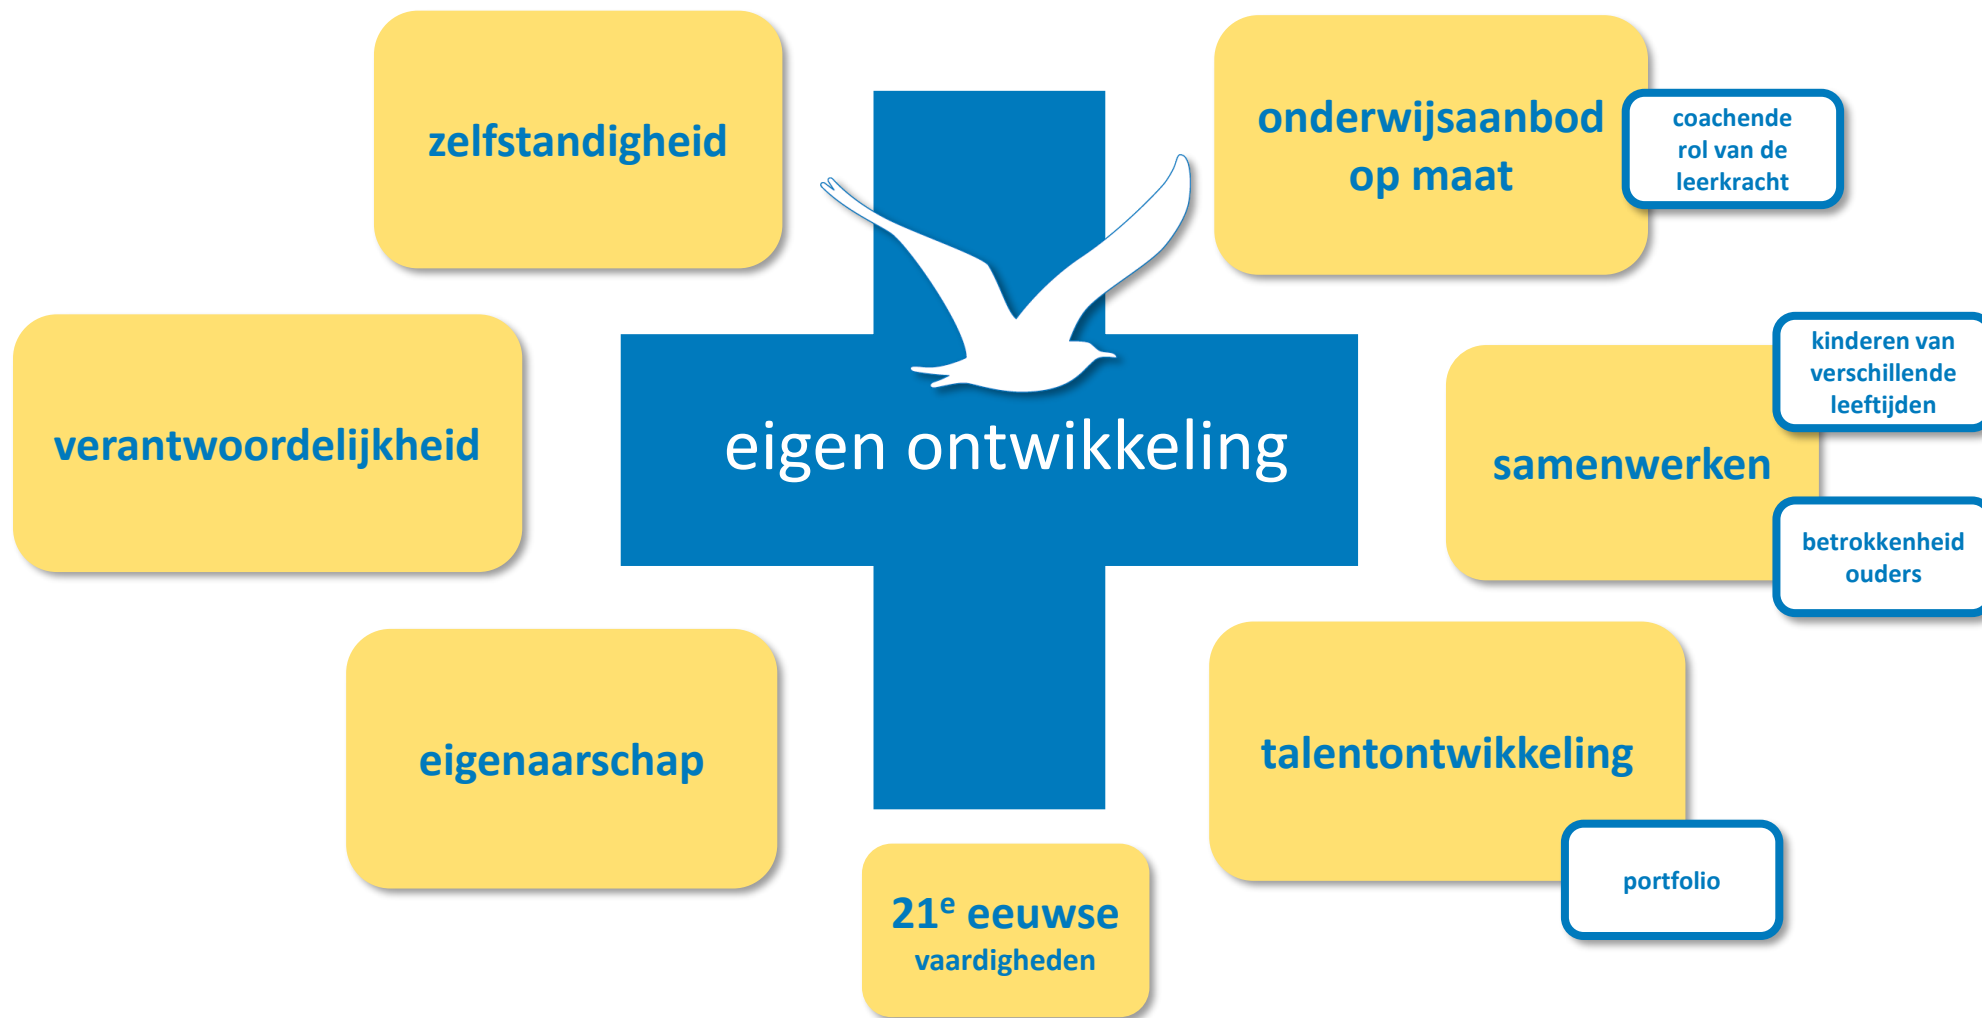 zelfstandigheid
onderwijsaanbod
op maat
coachende
rol van de
leerkracht
verantwoordelijkheid
eigen ontwikkeling
samenwerken
kinderen van
verschillende
leeftijden
betrokkenheid
ouders
eigenaarschap
talentontwikkeling
portfolio
21e eeuwse
vaardigheden